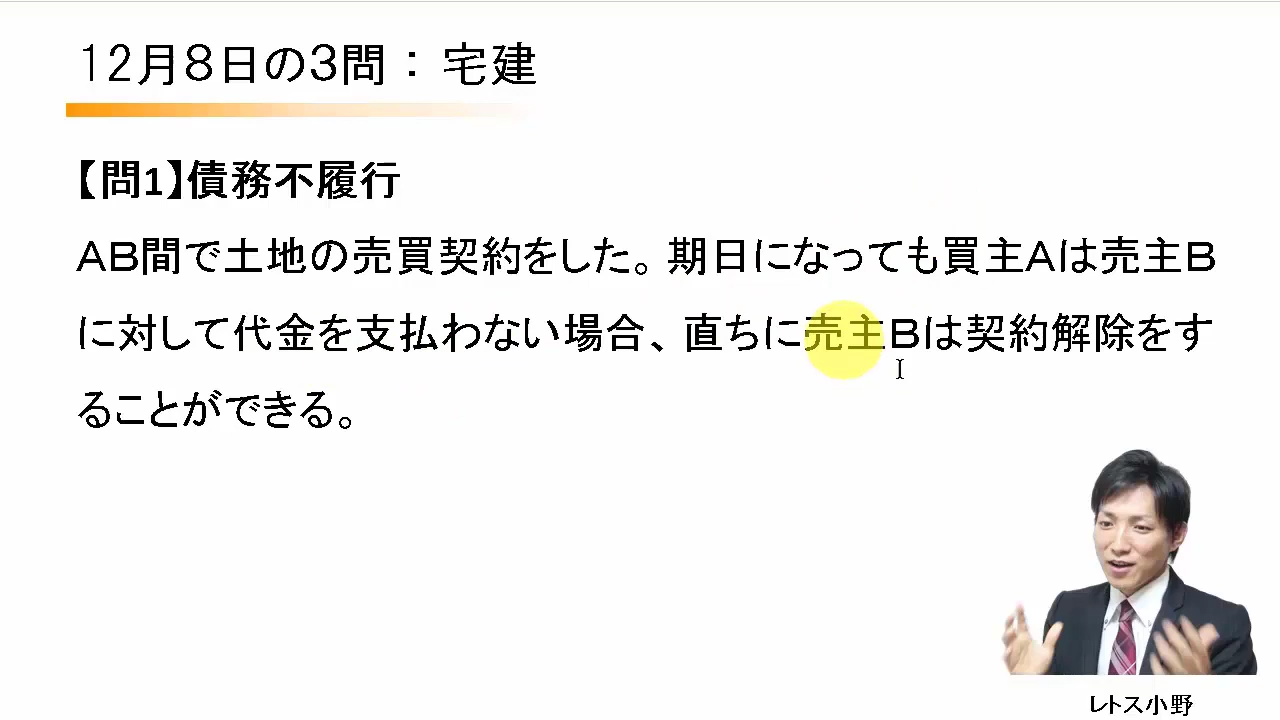 12月8日の3問：宅建
【問1】債務不履行
ＡＢ間で土地の売買契約をした。期日になっても買主Ａは売主Ｂ
に対して代金を支払わない場合、直ちに売主Ｂは契約解除をす
ることができる。
レトス小野